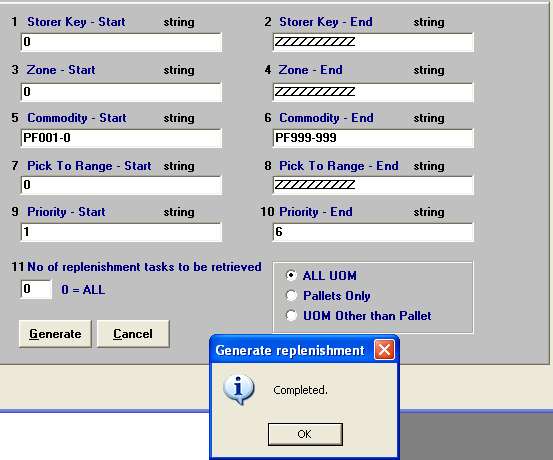 1 Storer Key - Start string 2 Storer Key - End string
0 ZZZZZZZZZZ
3 Zone - Start string 4 Zone - End string
0 ZZZZZZZZZZ
5 Commodity - Start string 6 Commodity - End string
PF001-0 PF999-999
7 Pick To Range - Start string 8 Pick To Range - End string
0 ZZZZZZZZZZ
9 Priority - Start string 10 Priority - End string
1 6
11 No of replenishment tasks to be retrieved
0 0 = ALL
ALL UOM
Pallets Only
UOM Other than Pallet
Generate Cancel
Generate replenishment
Completed.
OK